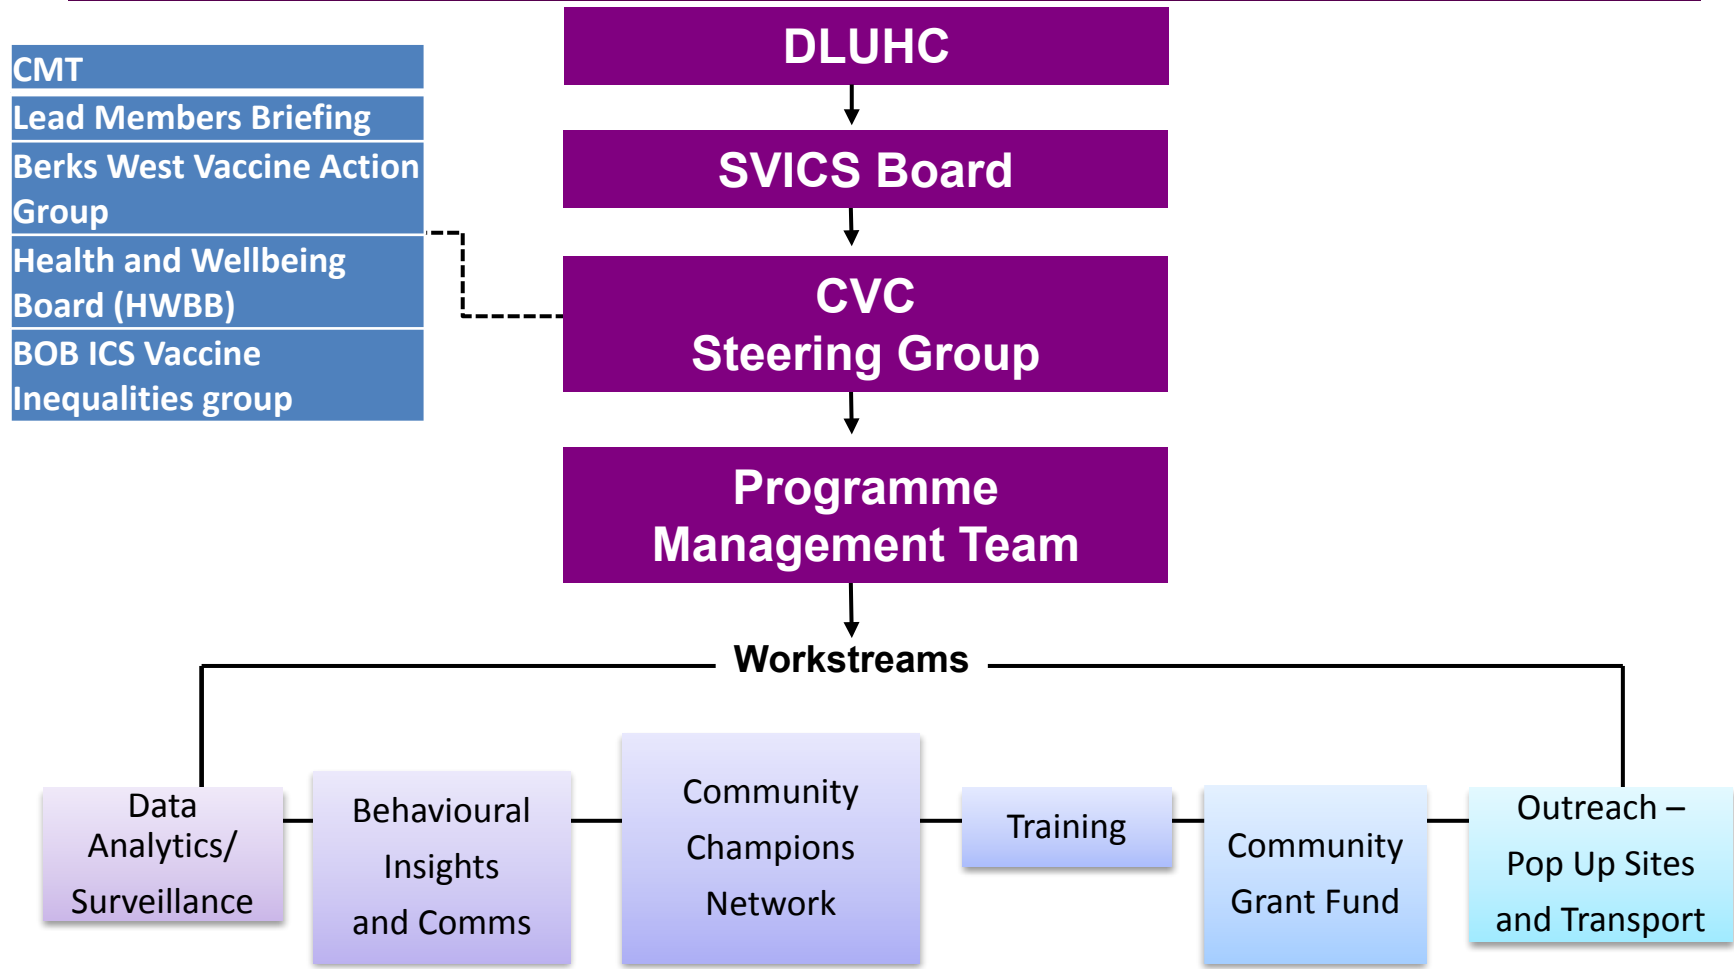 DLUHC
CMT
Lead Members Briefing
Berks West Vaccine Action
Group
Health and Wellbeing
Board (HWBB)
BOB ICS Vaccine
Inequalities group
SVICS Board
CVC
Steering Group
Programme
Management Team
Workstreams
Data
Analytics/
Surveillance
Behavioural
Insights
and Comms
Community
Champions
Network
Training
Community
Grant Fund
Outreach –
Pop Up Sites
and Transport